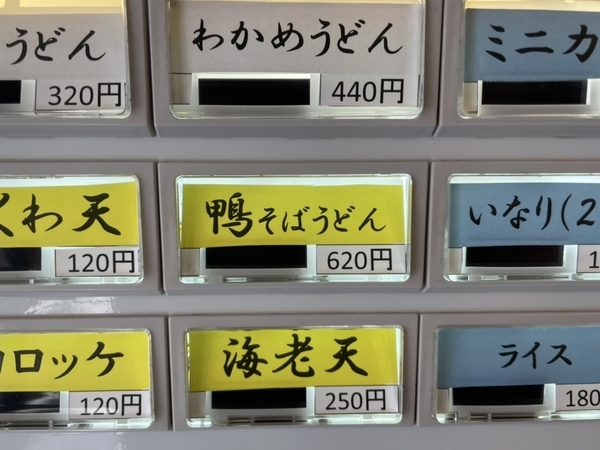 うどん
320円
わかめうどん
440円
ミニカ
くわ天
120円
鴨そばうどん
620円
いなり(2
1
コロッケ
120円
海老天
250円
ライス
180